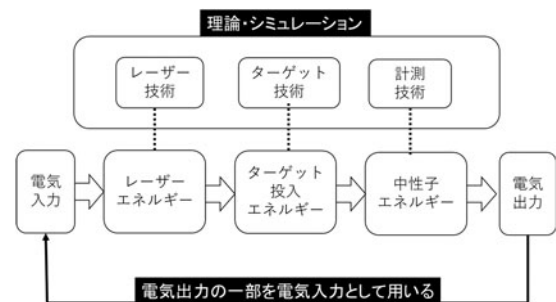 理論・シミュレーション
レーザー
技術
ターゲット
技術
計測
技術
電気
入力
レーザー
エネルギー
ターゲット
投入
エネルギー
中性子
エネルギー
電気
出力
電気出力の一部を電気入力として用いる